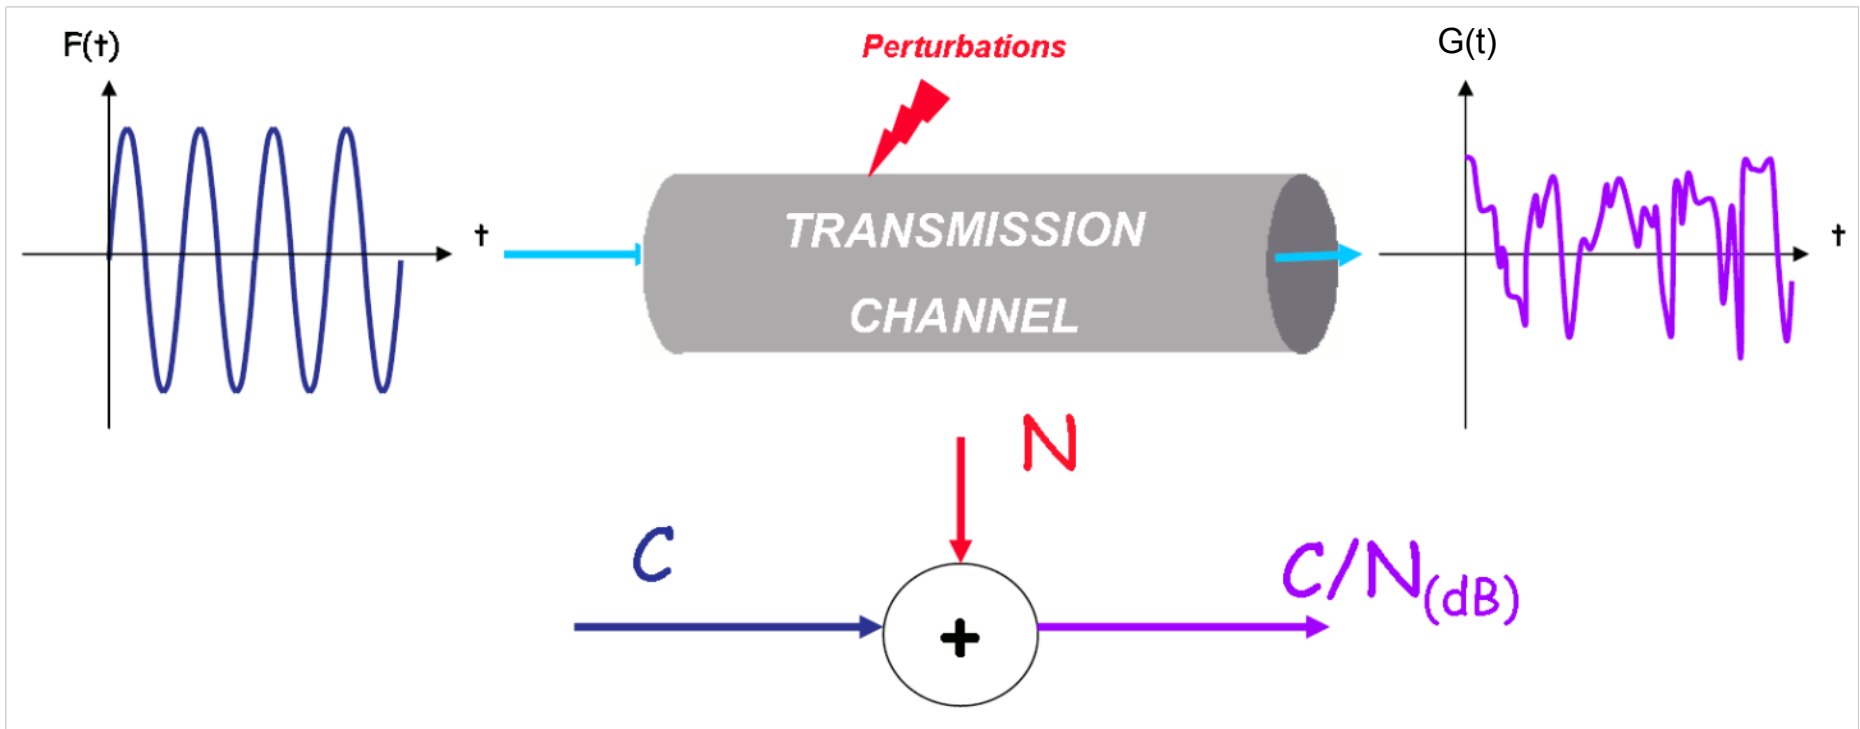 F(t)
Perturbations
G(t)
t
t
TRANSMISSION
CHANNEL
N
C
C/N(dB)
+